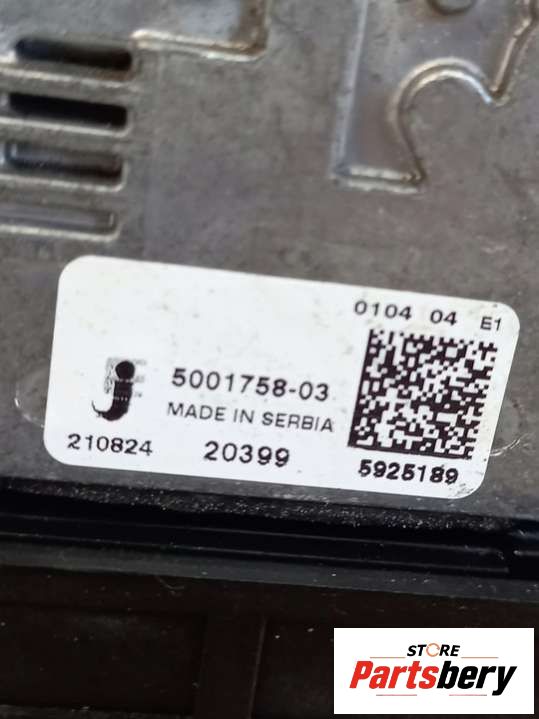 0104 04 E1
5001758-03
MADE IN SERBIA
210824 20399 5925189
STORE
Partsbery